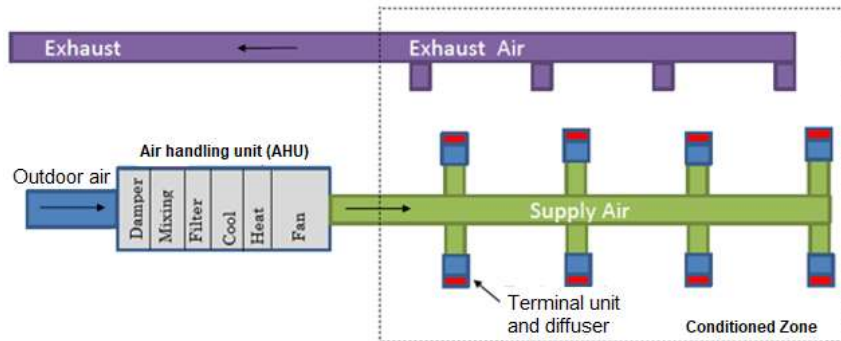 Exhaust
Exhaust Air
Air handling unit (AHU)
Outdoor air
Damper
Mixing
Filter
Cool
Heat
Fan
Supply Air
Terminal unit
and diffuser
Conditioned Zone